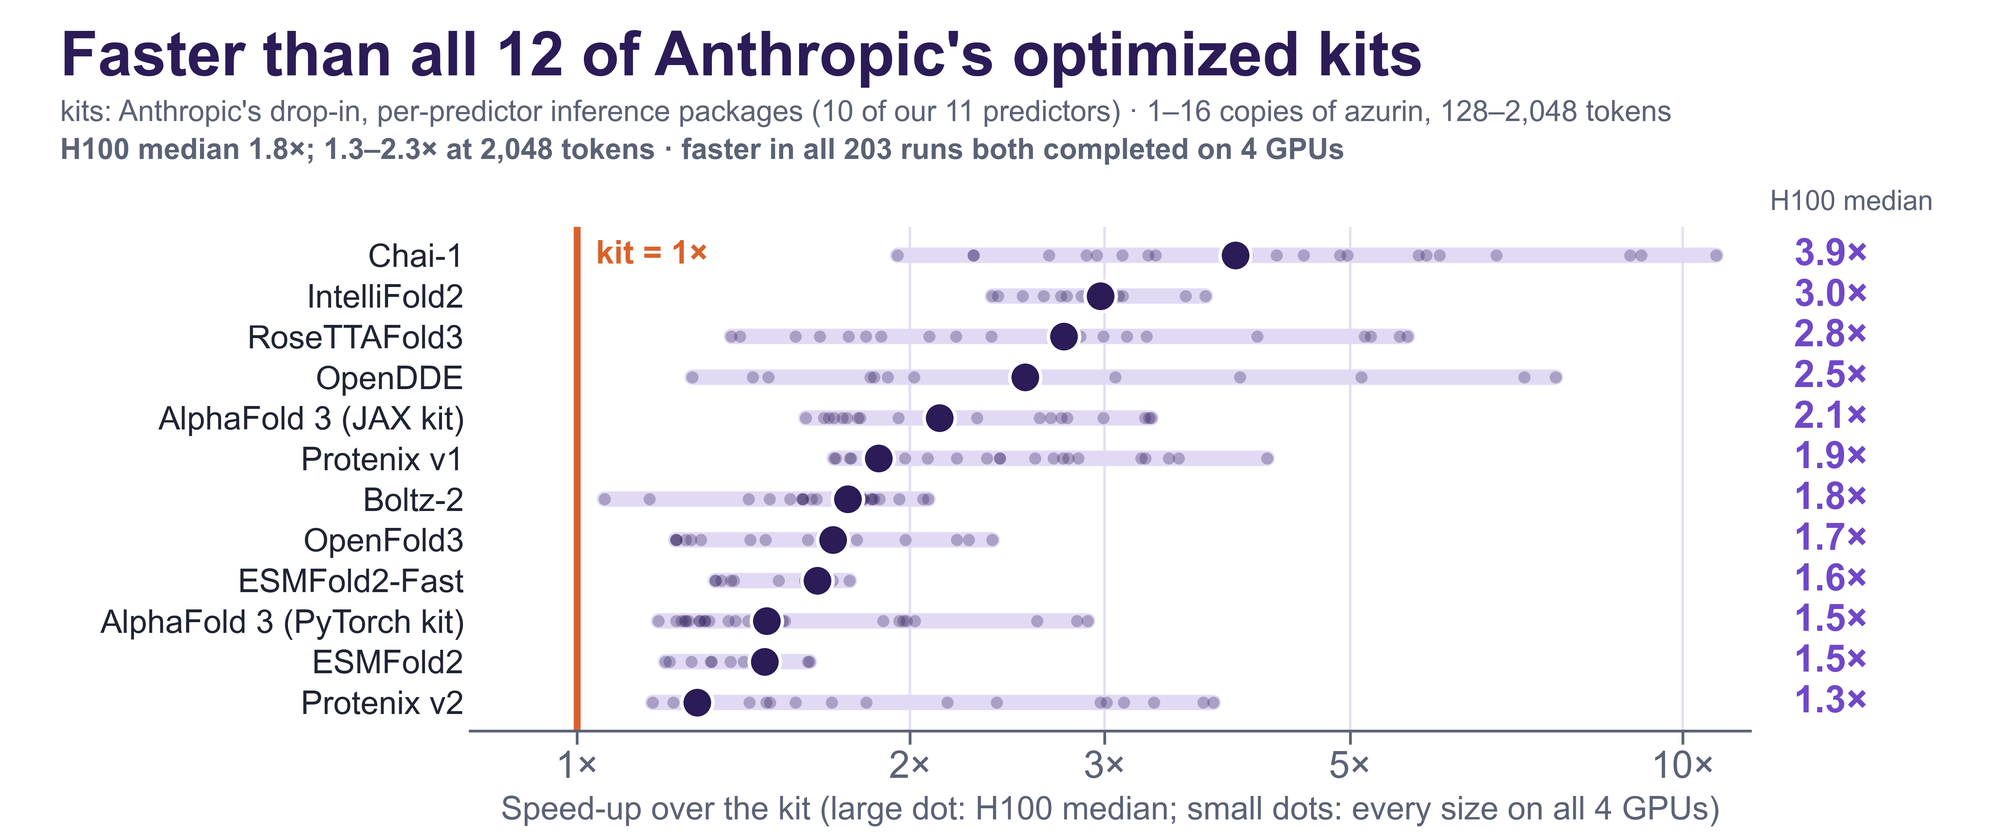 Faster than all 12 of Anthropic's optimized kits
kits: Anthropic's drop-in, per-predictor inference packages (10 of our 11 predictors) · 1–16 copies of azurin, 128–2,048 tokens
H100 median 1.8×; 1.3–2.3× at 2,048 tokens · faster in all 203 runs both completed on 4 GPUs
H100 median
Chai-1 kit = 1× 3.9×
IntelliFold2 3.0×
RoseTTAFold3 2.8×
OpenDDE 2.5×
AlphaFold 3 (JAX kit) 2.1×
Protenix v1 1.9×
Boltz-2 1.8×
OpenFold3 1.7×
ESMFold2-Fast 1.6×
AlphaFold 3 (PyTorch kit) 1.5×
ESMFold2 1.5×
Protenix v2 1.3×
1× 2× 3× 5× 10×
Speed-up over the kit (large dot: H100 median; small dots: every size on all 4 GPUs)